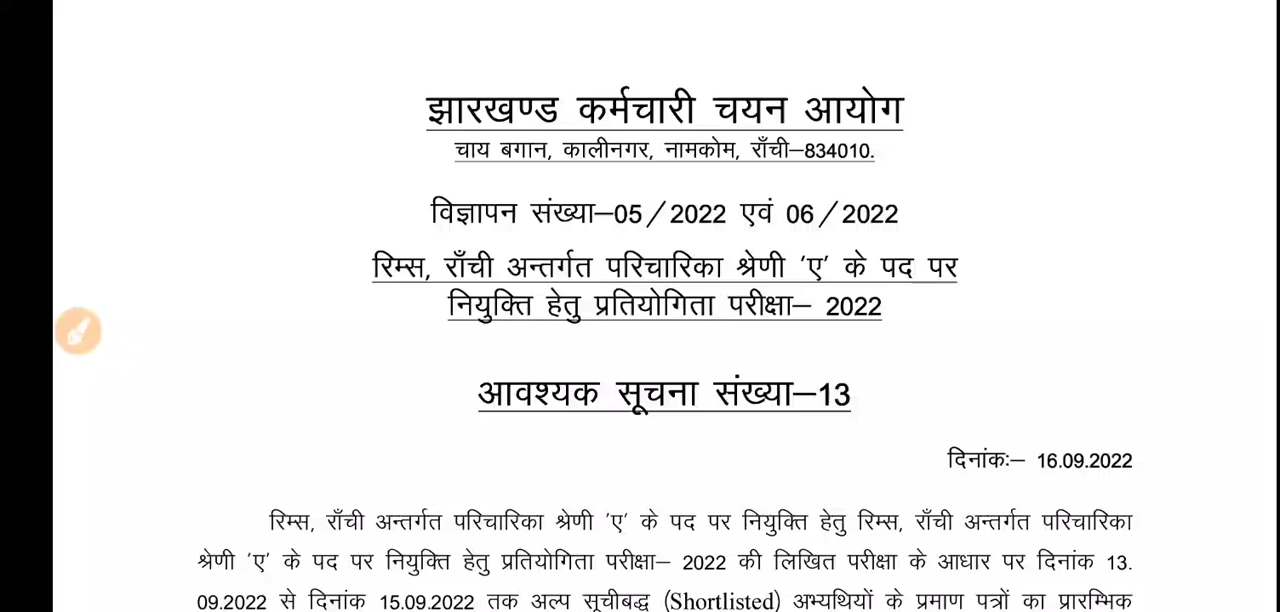 झारखण्ड कर्मचारी चयन आयोग
चाय बगान, कालीनगर, नामकोम, राँची–834010.
विज्ञापन संख्या–05/2022 एवं 06/2022
रिम्स, राँची अन्तर्गत परिचारिका श्रेणी 'ए' के पद पर
नियुक्ति हेतु प्रतियोगिता परीक्षा– 2022
आवश्यक सूचना संख्या–13
दिनांकः– 16.09.2022
रिम्स, राँची अन्तर्गत परिचारिका श्रेणी 'ए' के पद पर नियुक्ति हेतु रिम्स, राँची अन्तर्गत परिचारिका
श्रेणी 'ए' के पद पर नियुक्ति हेतु प्रतियोगिता परीक्षा– 2022 की लिखित परीक्षा के आधार पर दिनांक 13.
09.2022 से दिनांक 15.09.2022 तक अल्प सूचीबद्ध (Shortlisted) अभ्यथियों के प्रमाण पत्रों का प्रारम्भिक